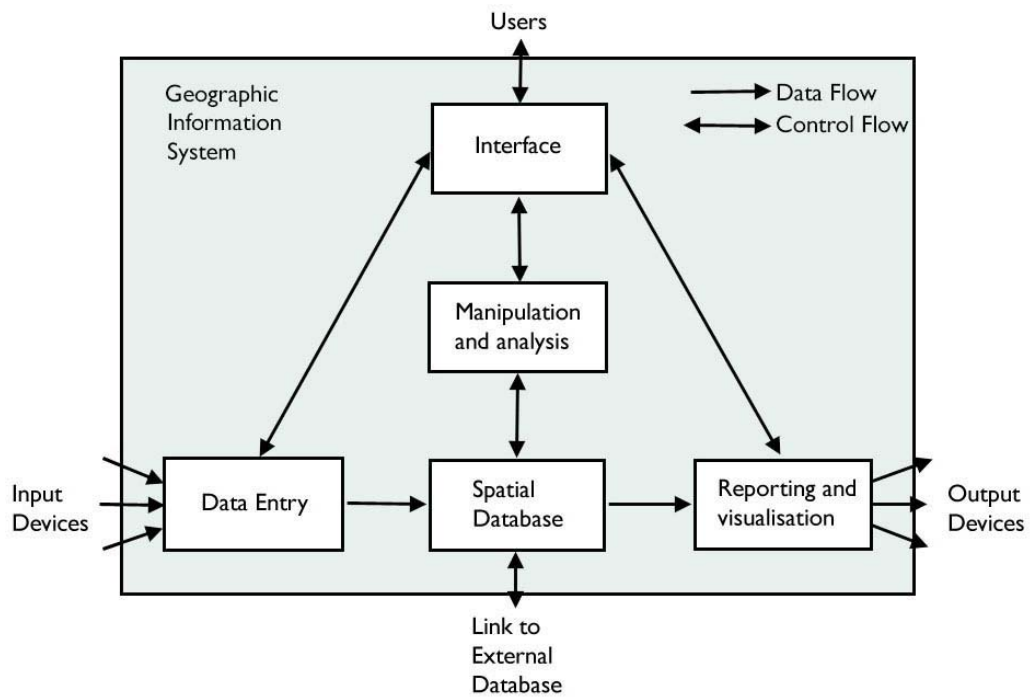 Users
Geographic
Information
System
Data Flow
Control Flow
Interface
Manipulation
and analysis
Input
Devices
Data Entry
Spatial
Database
Reporting and
visualisation
Output
Devices
Link to
External
Database